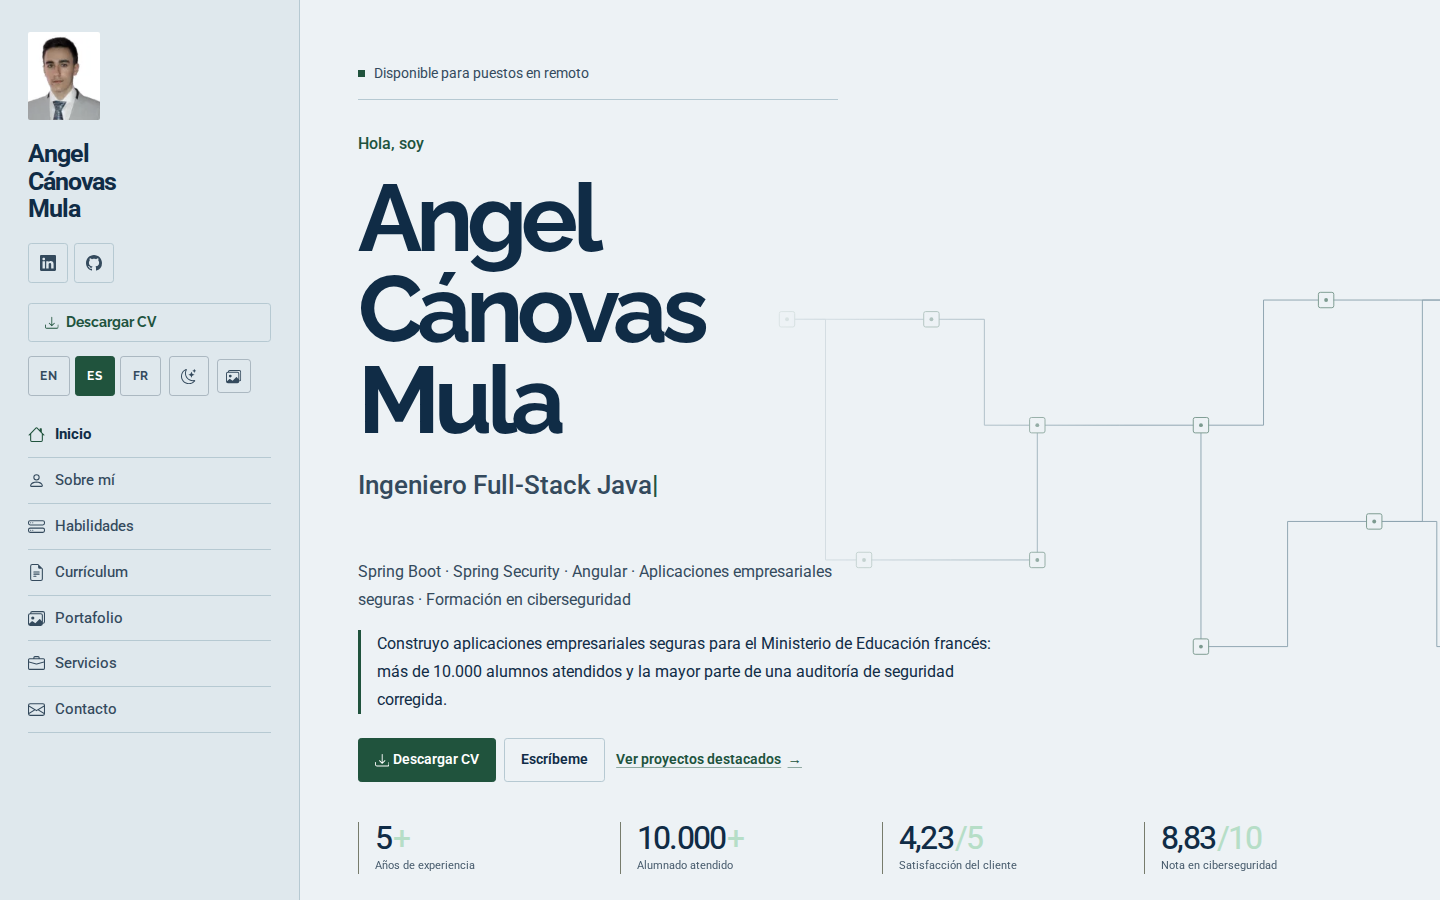 Angel
Cánovas
Mula
Descargar CV
EN
ES
FR
Inicio
Sobre mí
Habilidades
Currículum
Portafolio
Servicios
Contacto
Disponible para puestos en remoto
Hola, soy
Angel
Cánovas
Mula
Ingeniero Full-Stack Java|
Spring Boot · Spring Security · Angular · Aplicaciones empresariales
seguras · Formación en ciberseguridad
Construyo aplicaciones empresariales seguras para el Ministerio de Educación francés:
más de 10.000 alumnos atendidos y la mayor parte de una auditoría de seguridad
corregida.
Descargar CV
Escríbeme
Ver proyectos destacados →
5+
Años de experiencia
10.000+
Alumnado atendido
4,23/5
Satisfacción del cliente
8,83/10
Nota en ciberseguridad